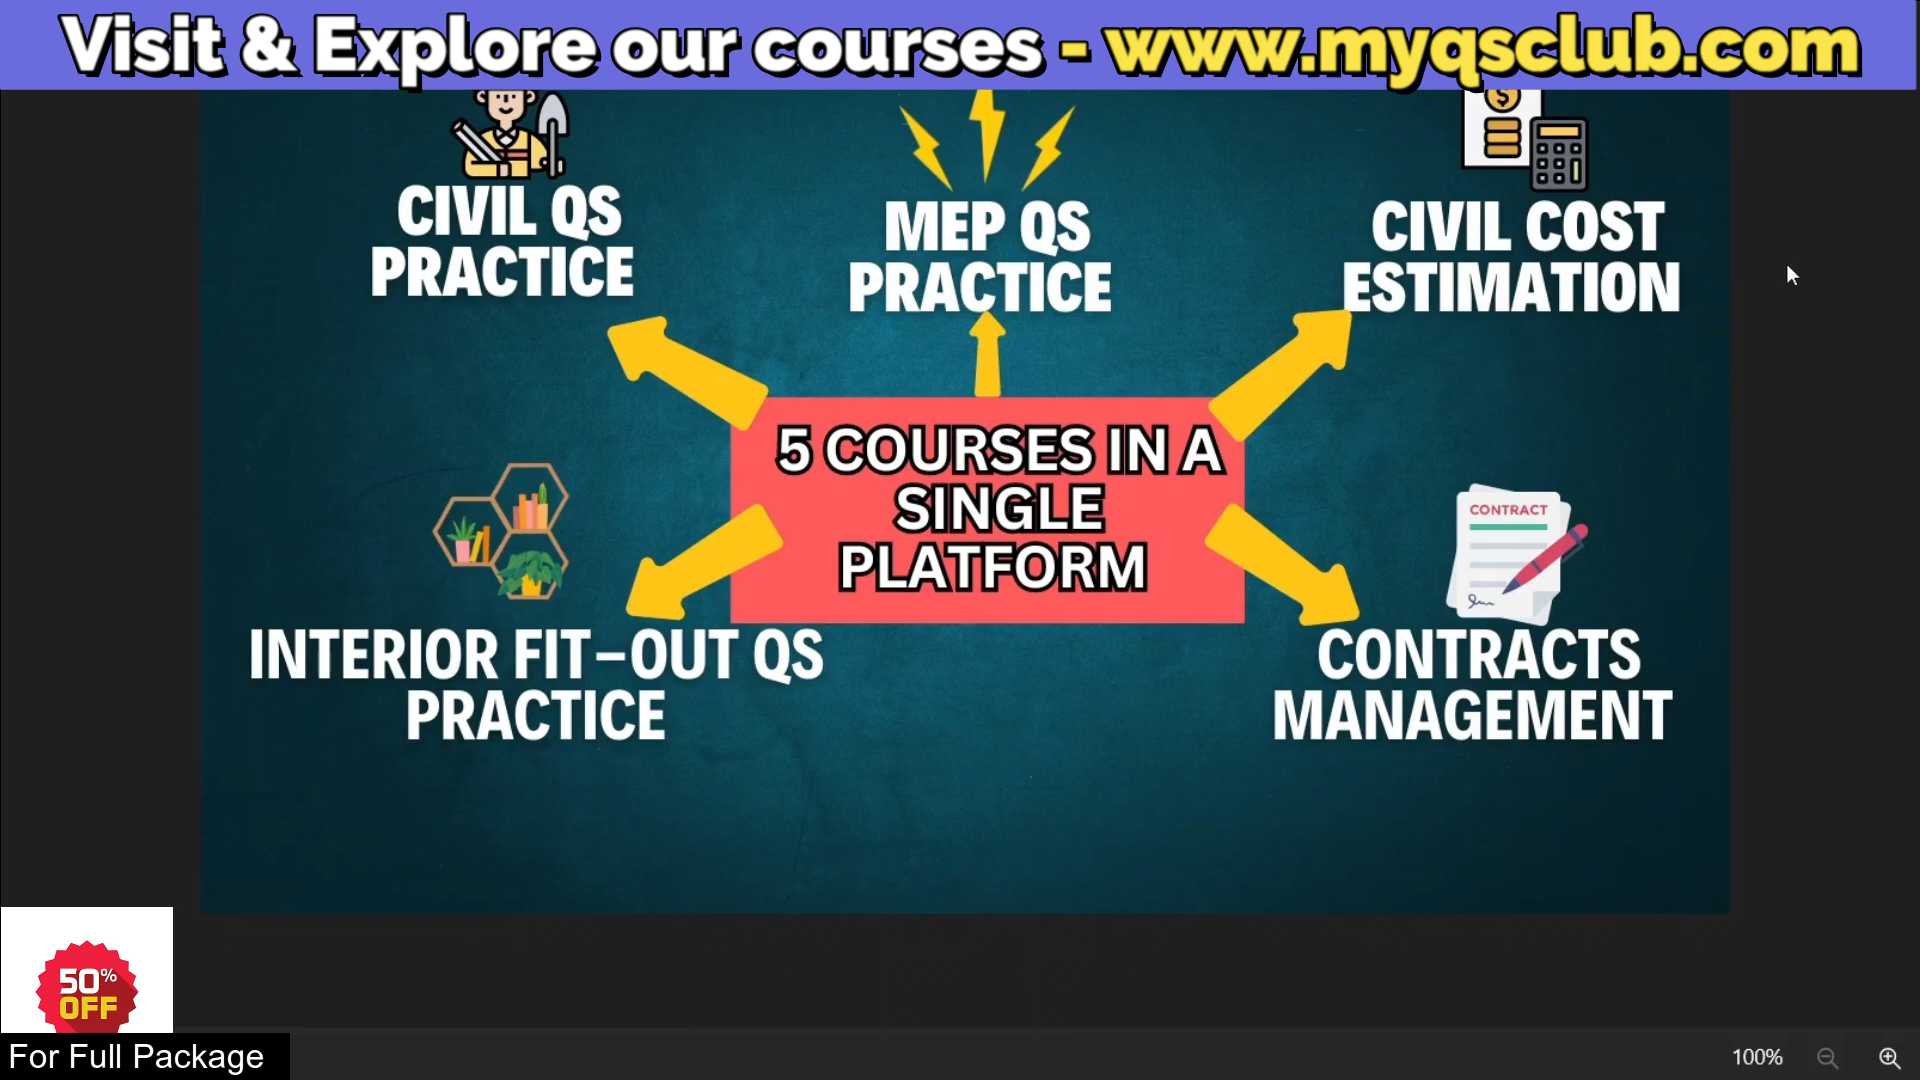 Visit & Explore our courses - www.myqsclub.com
CIVIL QS
PRACTICE
MEP QS
PRACTICE
CIVIL COST
ESTIMATION
5 COURSES IN A
SINGLE
PLATFORM
CONTRACT
INTERIOR FIT–OUT QS
PRACTICE
CONTRACTS
MANAGEMENT
50%
OFF
For Full Package
100%